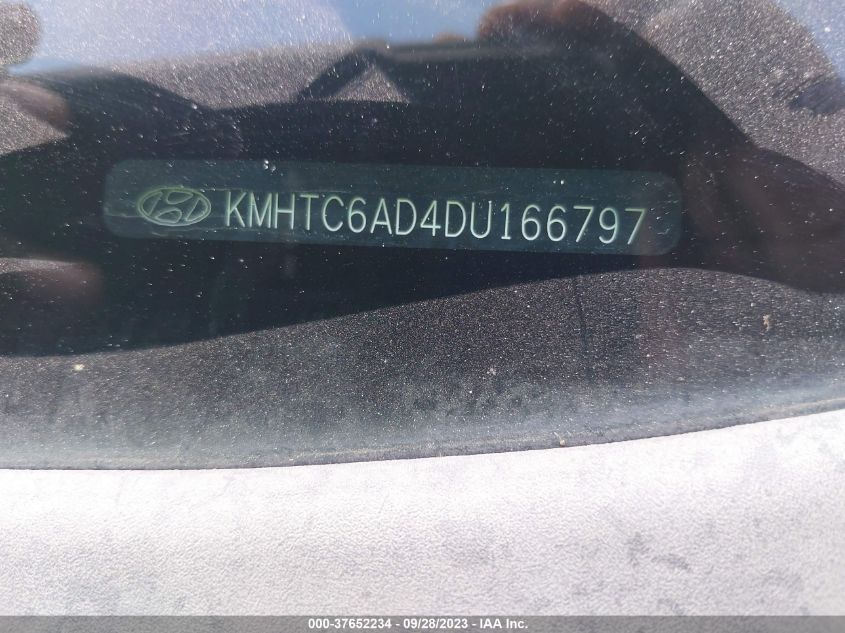 KMHTC6AD4DU166797
000-37652234 - 09/28/2023 - IAA Inc.